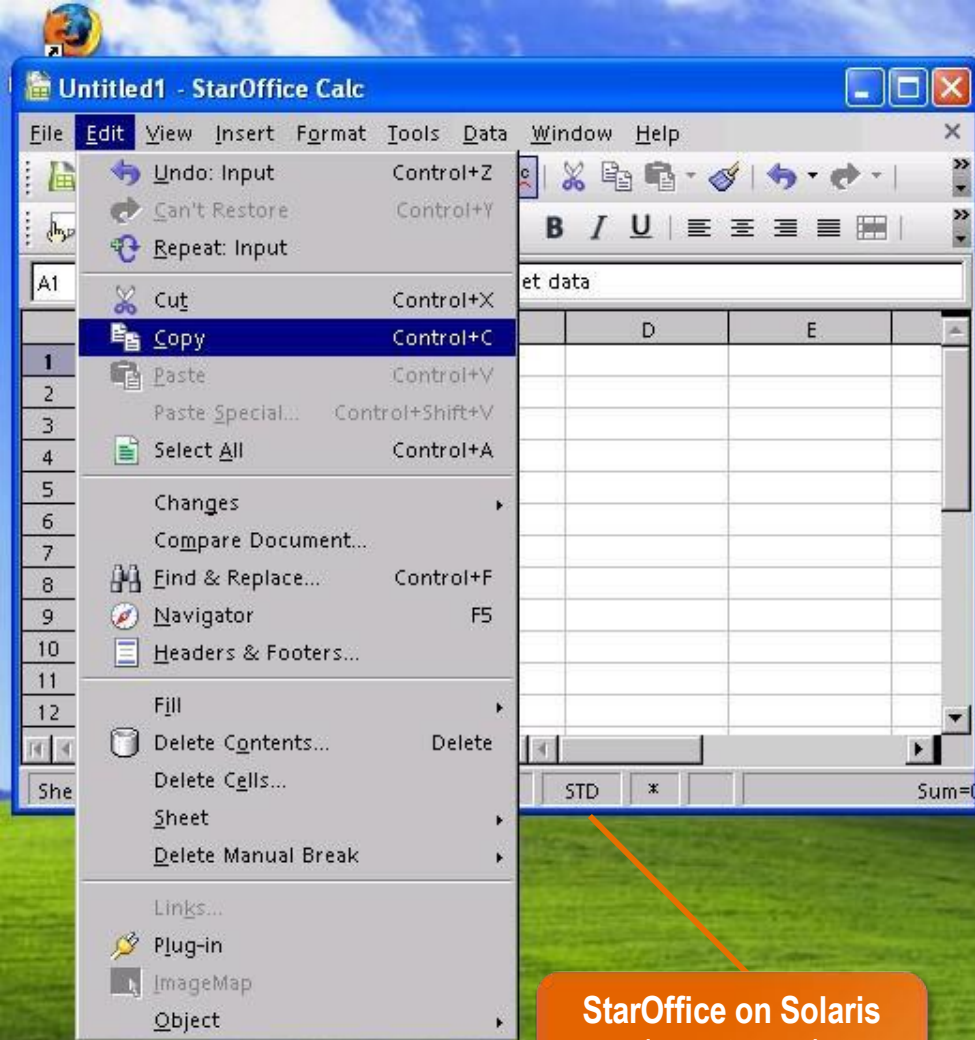 Untitled1 - StarOffice Calc
File Edit View Insert Format Tools Data Window Help
Undo: Input Control+Z
Can't Restore Control+Y
Repeat: Input
B I U
A1 et data
Cut Control+X
Copy Control+C
D E
Paste Control+V
Paste Special... Control+Shift+V
Select All Control+A
Changes
Compare Document...
Find & Replace... Control+F
Navigator F5
Headers & Footers...
Fill
Delete Contents... Delete
Delete Cells...
Sheet
Delete Manual Break
Links...
Plug-in
ImageMap
Object
1
2
3
4
5
6
7
8
9
10
11
12
She STD * Sum=0
StarOffice on Solaris